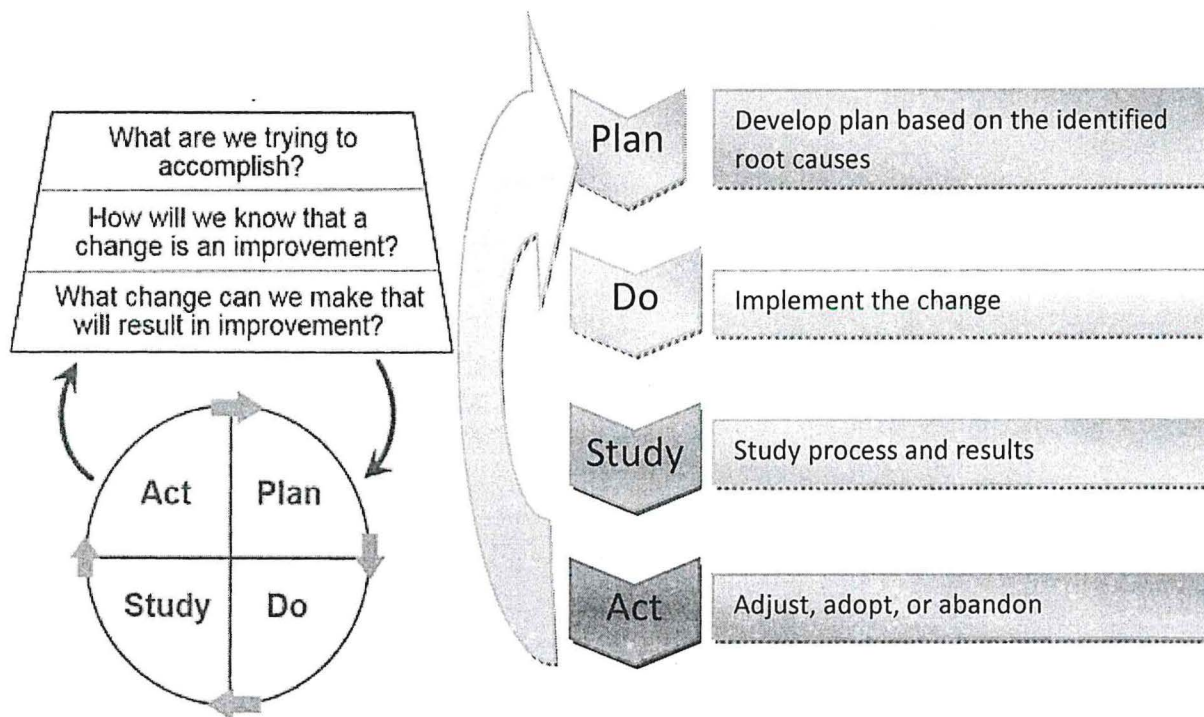 What are we trying to
accomplish?
How will we know that a
change is an improvement?
What change can we make that
will result in improvement?
Act
Plan
Study
Do
Plan
Develop plan based on the identified
root causes
Do
Implement the change
Study
Study process and results
Act
Adjust, adopt, or abandon